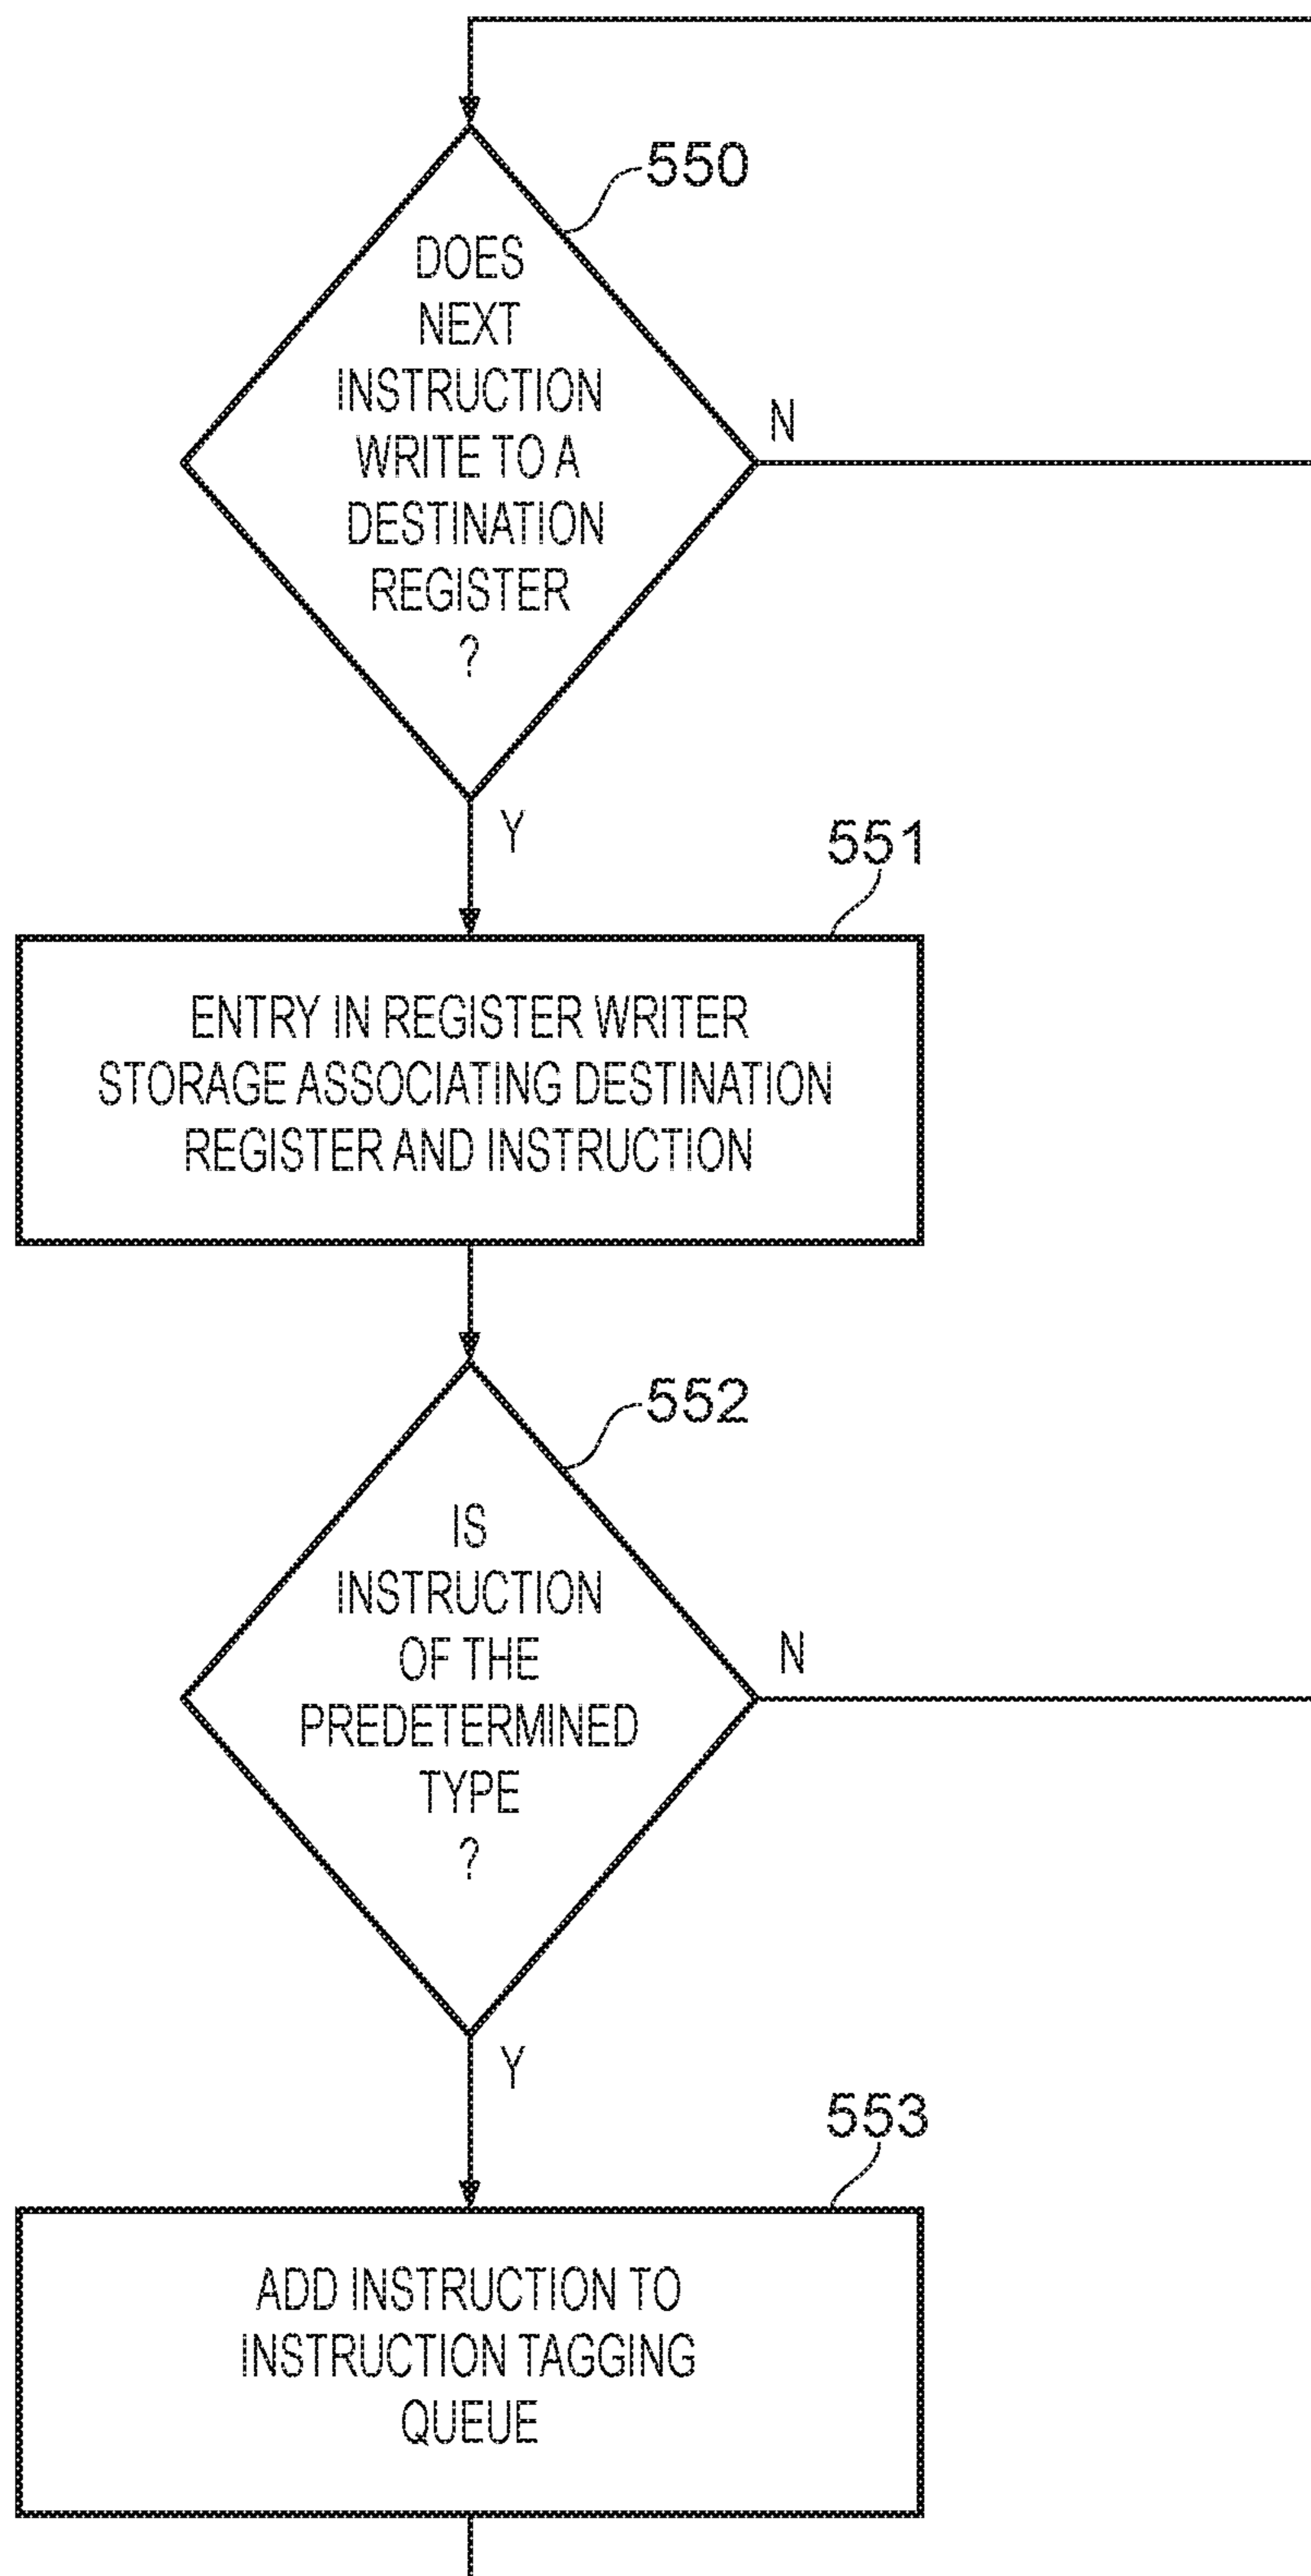 550
DOES
NEXT
INSTRUCTION
WRITE TO A
DESTINATION
REGISTER
?
N
Y
551
ENTRY IN REGISTER WRITER
STORAGE ASSOCIATING DESTINATION
REGISTER AND INSTRUCTION
552
IS
INSTRUCTION
OF THE
PREDETERMINED
TYPE
?
N
Y
553
ADD INSTRUCTION TO
INSTRUCTION TAGGING
QUEUE